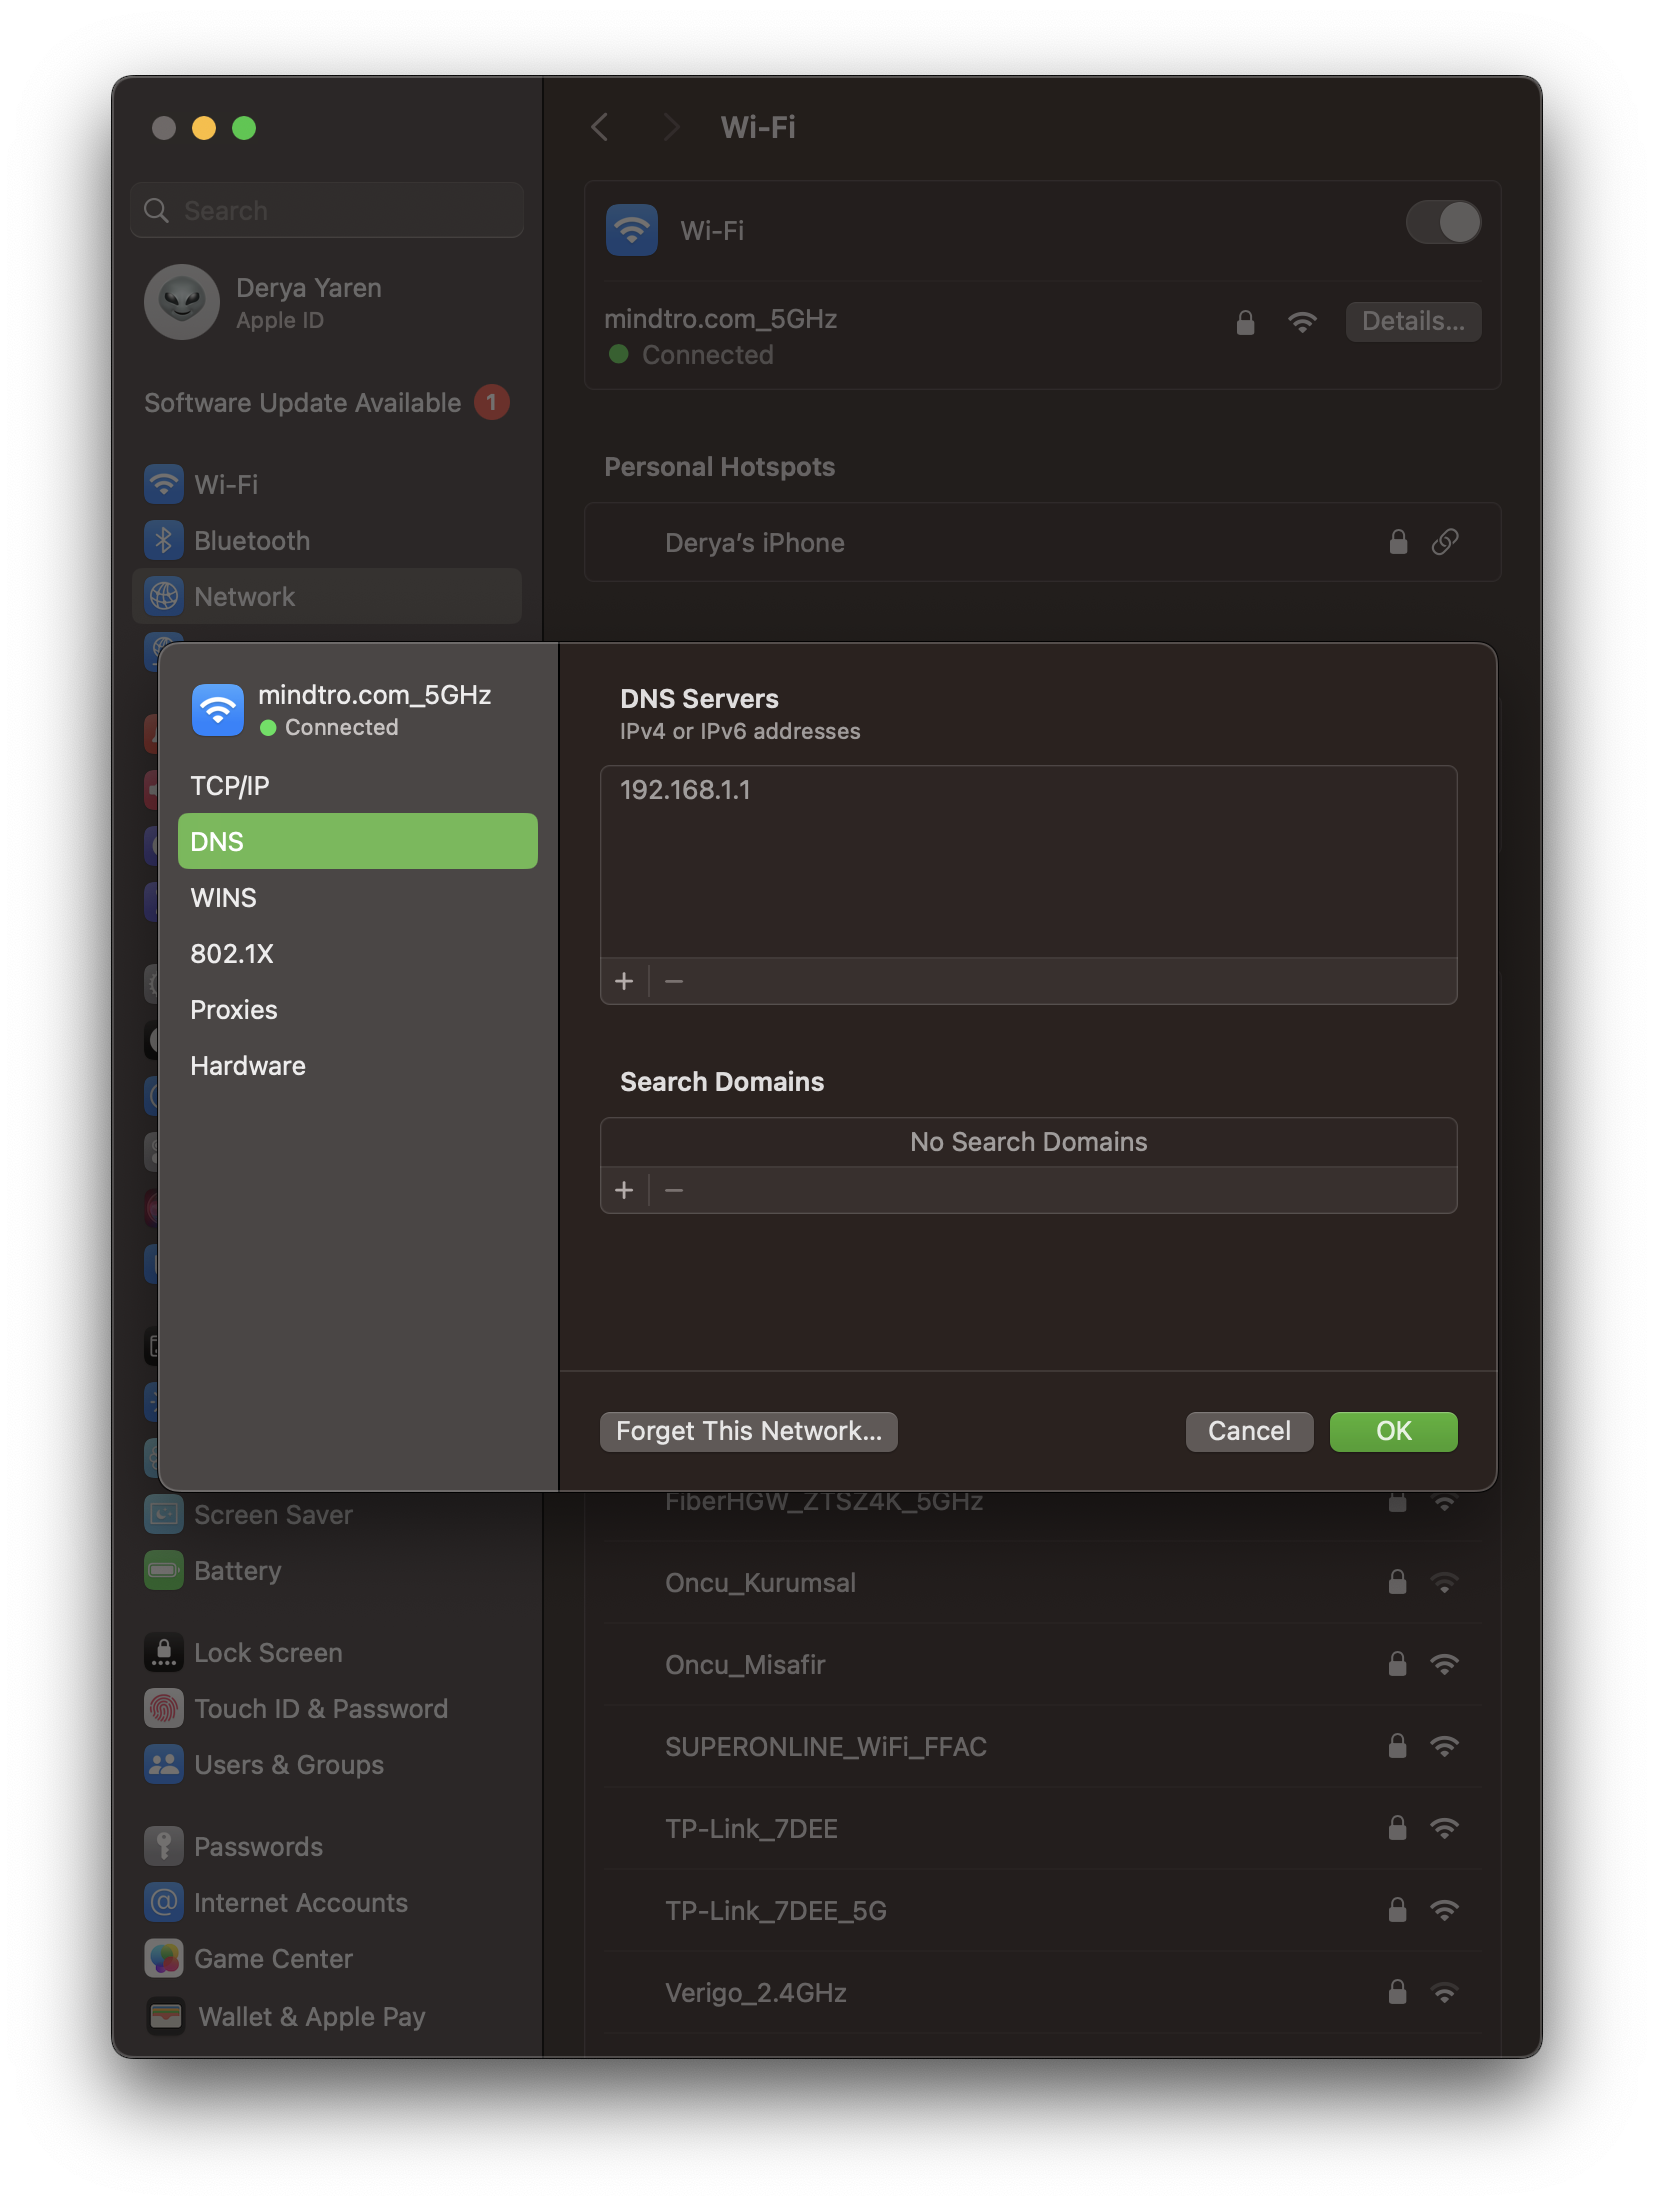 Wi-Fi
Search
Derya Yaren
Apple ID
Software Update Available 1
Wi-Fi
Bluetooth
Network
Wi-Fi
mindtro.com_5GHz
Connected
Details...
Personal Hotspots
Derya’s iPhone
mindtro.com_5GHz
Connected
TCP/IP
DNS
WINS
802.1X
Proxies
Hardware
DNS Servers
IPv4 or IPv6 addresses
192.168.1.1
+ −
Search Domains
No Search Domains
+ −
Forget This Network...
Cancel
OK
Screen Saver
Battery
Lock Screen
Touch ID & Password
Users & Groups
Passwords
Internet Accounts
Game Center
Wallet & Apple Pay
FiberHGW_ZTSZ4K_5GHz
Oncu_Kurumsal
Oncu_Misafir
SUPERONLINE_WiFi_FFAC
TP-Link_7DEE
TP-Link_7DEE_5G
Verigo_2.4GHz